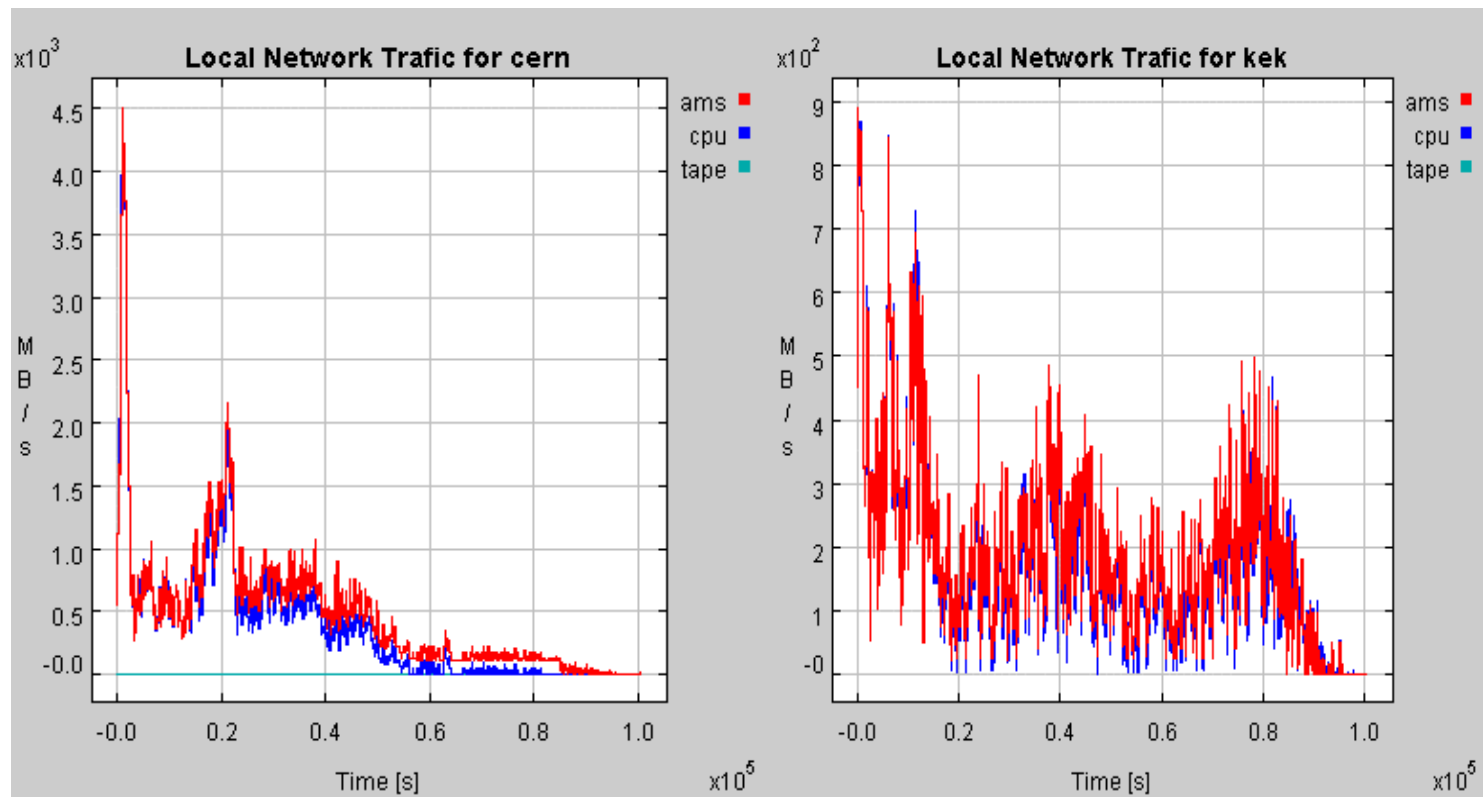 x10^3
Local Network Trafic for cern
4.5
4.0
3.5
3.0
2.5
2.0
1.5
1.0
0.5
-0.0
M
B
/
s
-0.0 0.2 0.4 0.6 0.8 1.0
Time [s]
x10^5
ams
cpu
tape
x10^2
Local Network Trafic for kek
9
8
7
6
5
4
3
2
1
-0
M
B
/
s
-0.0 0.2 0.4 0.6 0.8 1.0
Time [s]
x10^5
ams
cpu
tape